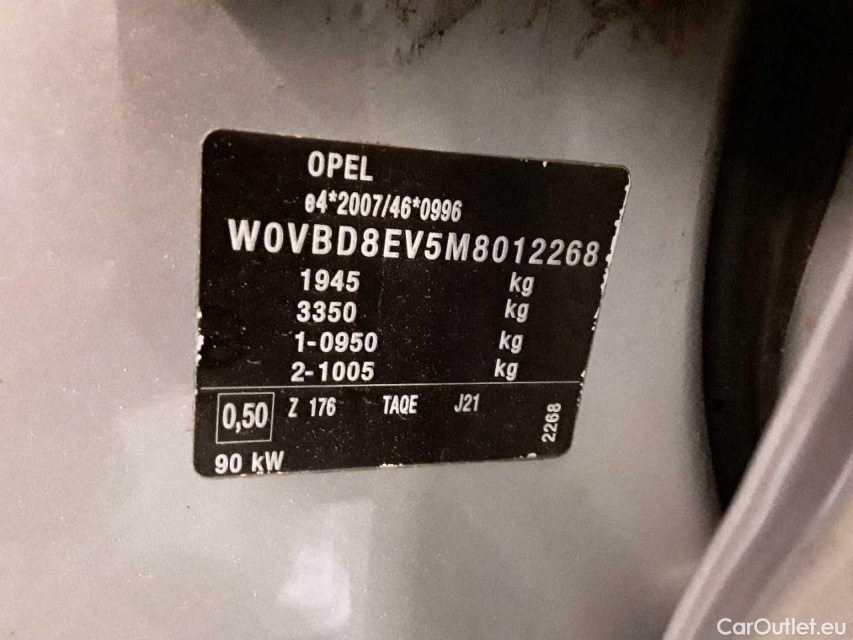 OPEL
e4*2007/46*0996
W0VBD8EV5M8012268
1945 kg
3350 kg
1-0950 kg
2-1005 kg
0,50 Z 176 TAQE J21 2268
90 kW
CarOutlet.eu